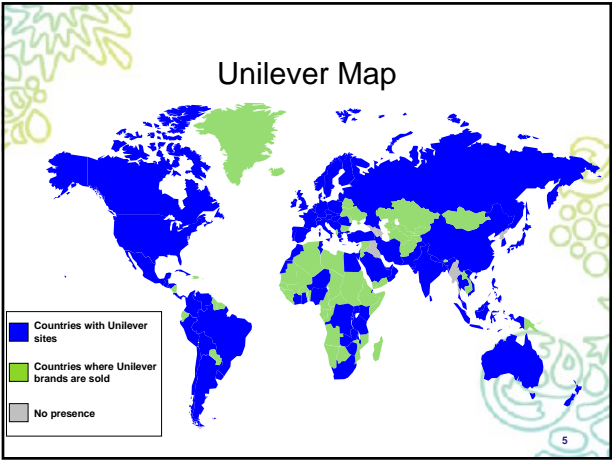 Unilever Map
Countries with Unilever
sites
Countries where Unilever
brands are sold
No presence
5